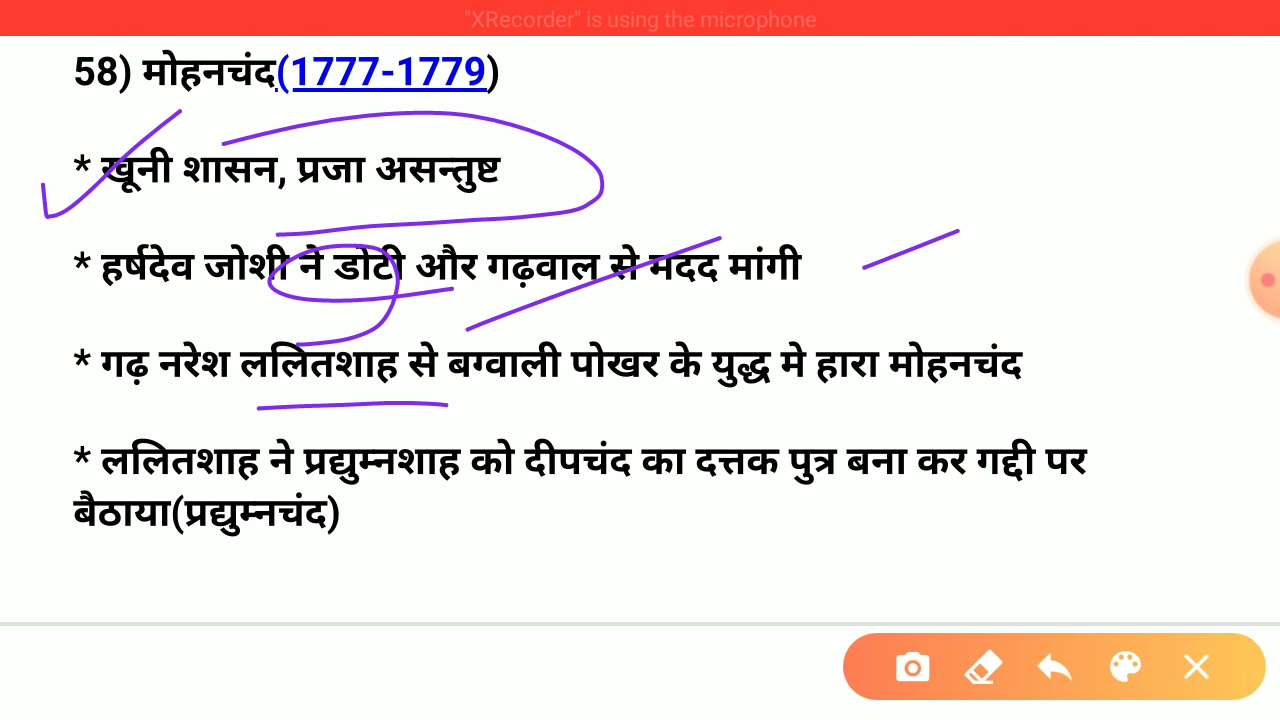 "XRecorder" is using the microphone
58) मोहनचंद(1777-1779)
* खूनी शासन, प्रजा असन्तुष्ट
* हर्षदेव जोशी ने डोटी और गढ़वाल से मदद मांगी
* गढ़ नरेश ललितशाह से बग्वाली पोखर के युद्ध मे हारा मोहनचंद
* ललितशाह ने प्रद्युम्नशाह को दीपचंद का दत्तक पुत्र बना कर गद्दी पर
बैठाया(प्रद्युम्नचंद)